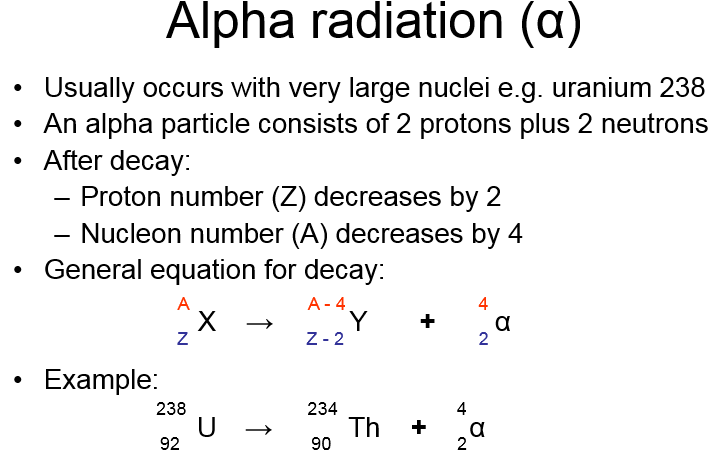 Alpha radiation (α)
• Usually occurs with very large nuclei e.g. uranium 238
• An alpha particle consists of 2 protons plus 2 neutrons
• After decay:
– Proton number (Z) decreases by 2
– Nucleon number (A) decreases by 4
• General equation for decay:
A A - 4 4
X → Y + α
Z Z - 2 2
• Example:
238 234 4
U → Th + α
92 90 2